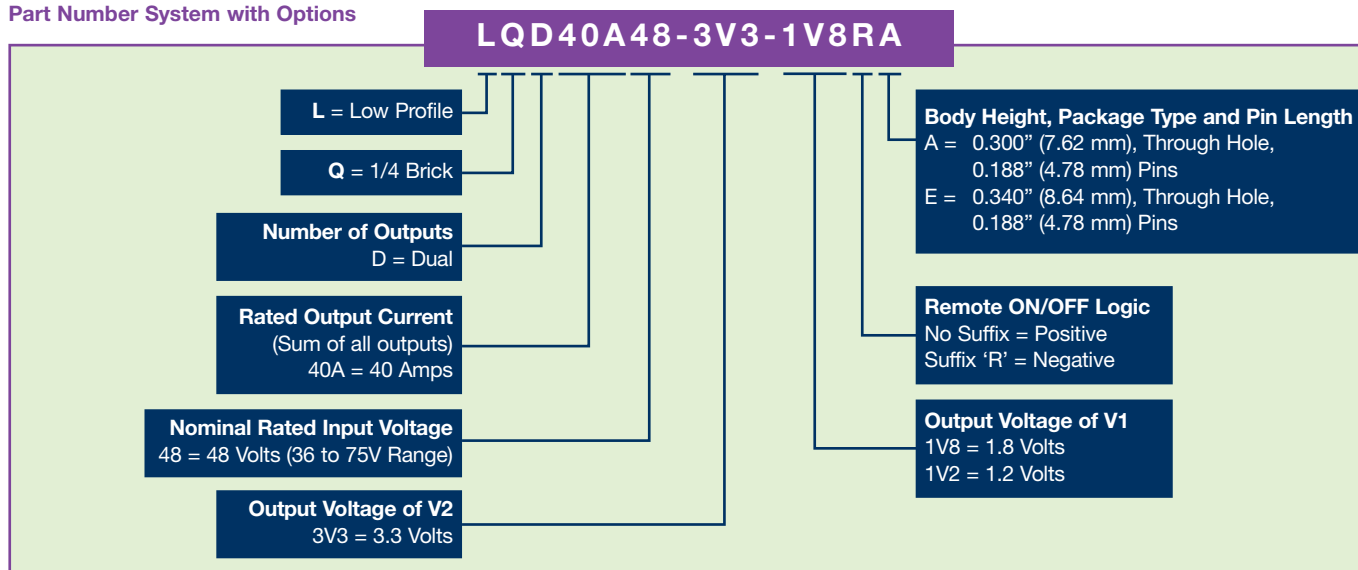 Part Number System with Options
LQD40A48-3V3-1V8RA
L = Low Profile
Q = 1/4 Brick
Number of Outputs
D = Dual
Rated Output Current
(Sum of all outputs)
40A = 40 Amps
Nominal Rated Input Voltage
48 = 48 Volts (36 to 75V Range)
Output Voltage of V2
3V3 = 3.3 Volts
Body Height, Package Type and Pin Length
A = 0.300” (7.62 mm), Through Hole,
0.188” (4.78 mm) Pins
E = 0.340” (8.64 mm), Through Hole,
0.188” (4.78 mm) Pins
Remote ON/OFF Logic
No Suffix = Positive
Suffix ‘R’ = Negative
Output Voltage of V1
1V8 = 1.8 Volts
1V2 = 1.2 Volts